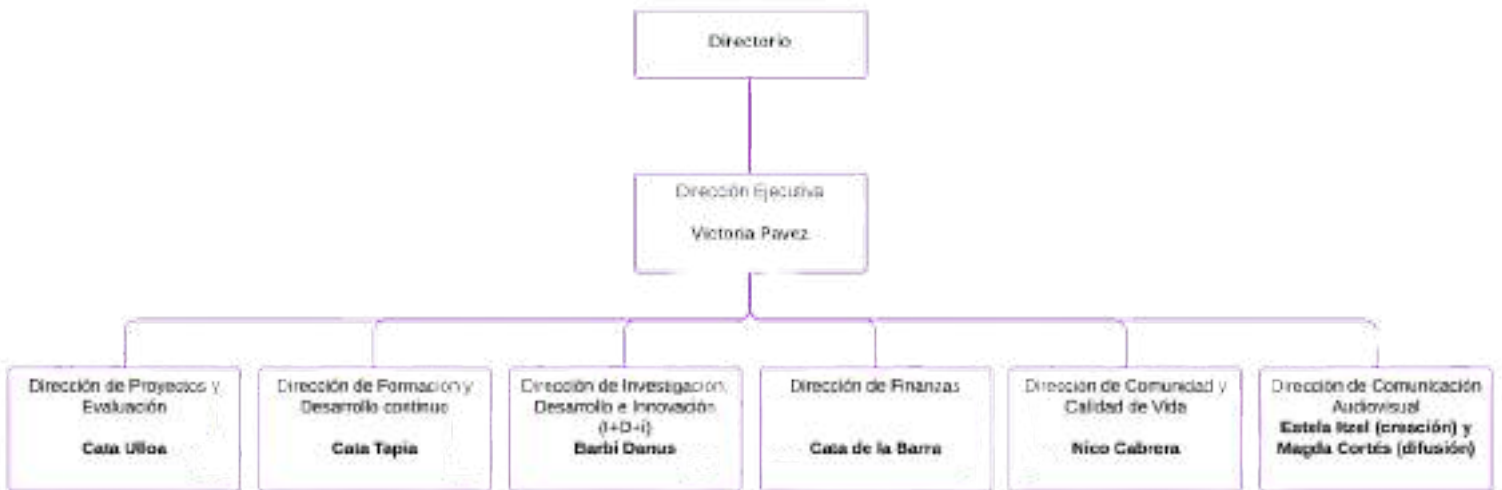 Directorio
Dirección Ejecutiva
Victoria Pavez
Dirección de Proyectos y
Evaluación
Cata Ulloa
Dirección de Formación y
Desarrollo continuo
Cata Tapia
Dirección de Investigación,
Desarrollo e Innovación
(I+D+i)
Barbi Danus
Dirección de Finanzas
Cata de la Barra
Dirección de Comunidad y
Calidad de Vida
Nico Cabrera
Dirección de Comunicación
Audiovisual
Estela Itzel (creación) y
Magda Cortés (difusión)